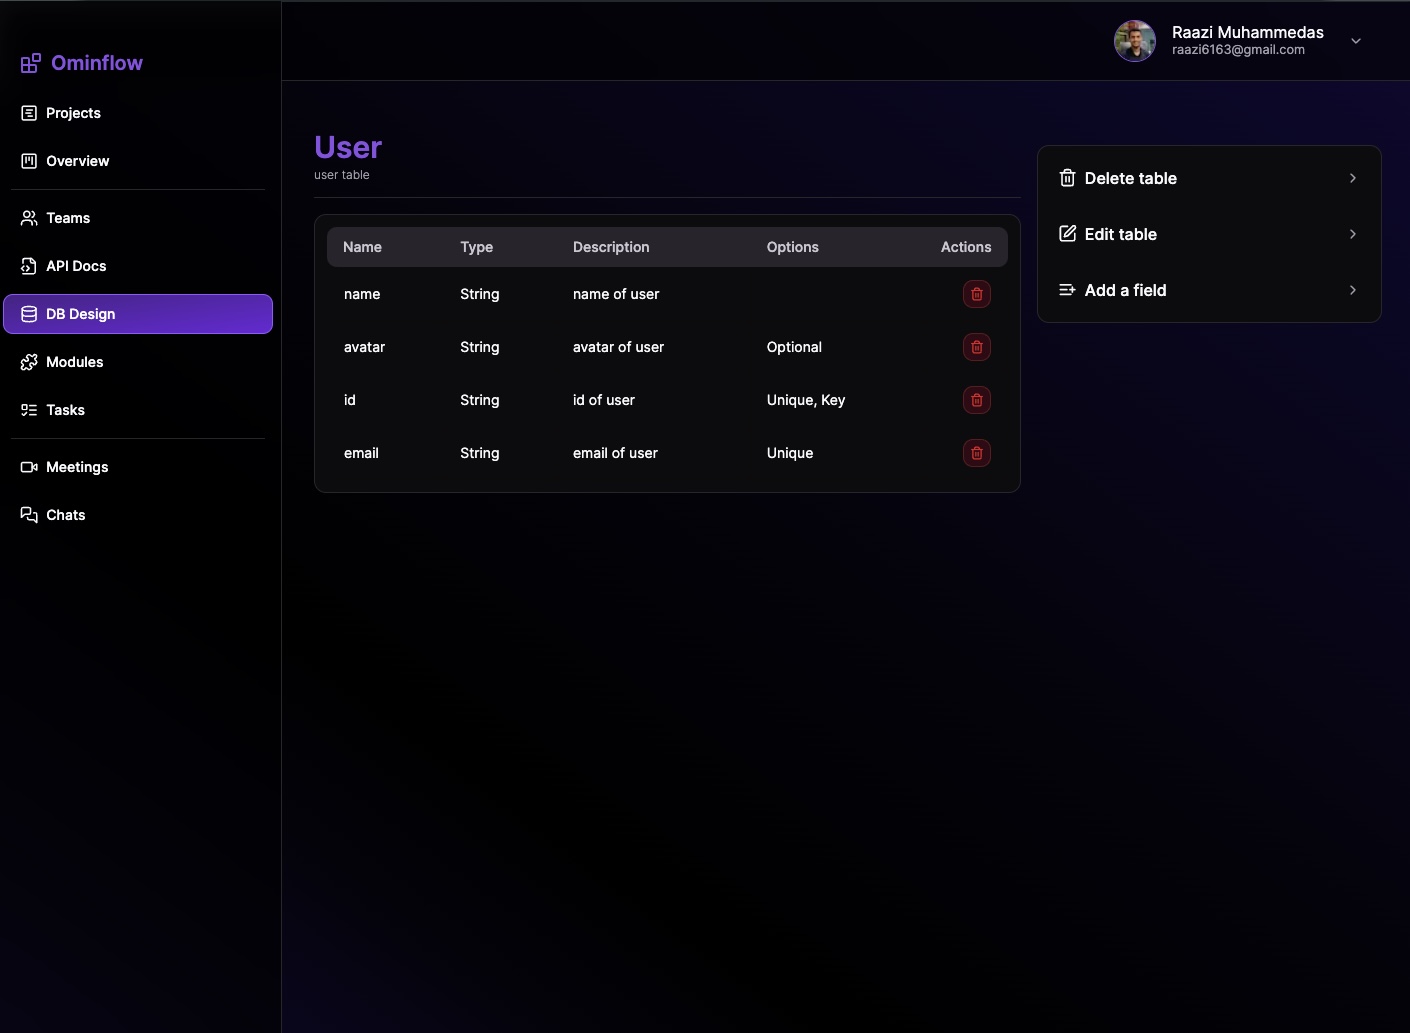 Ominflow
Projects
Overview
Teams
API Docs
DB Design
Modules
Tasks
Meetings
Chats
Raazi Muhammedas
raazi6163@gmail.com
User
user table
Name Type Description Options Actions
name String name of user
avatar String avatar of user Optional
id String id of user Unique, Key
email String email of user Unique
Delete table
Edit table
Add a field